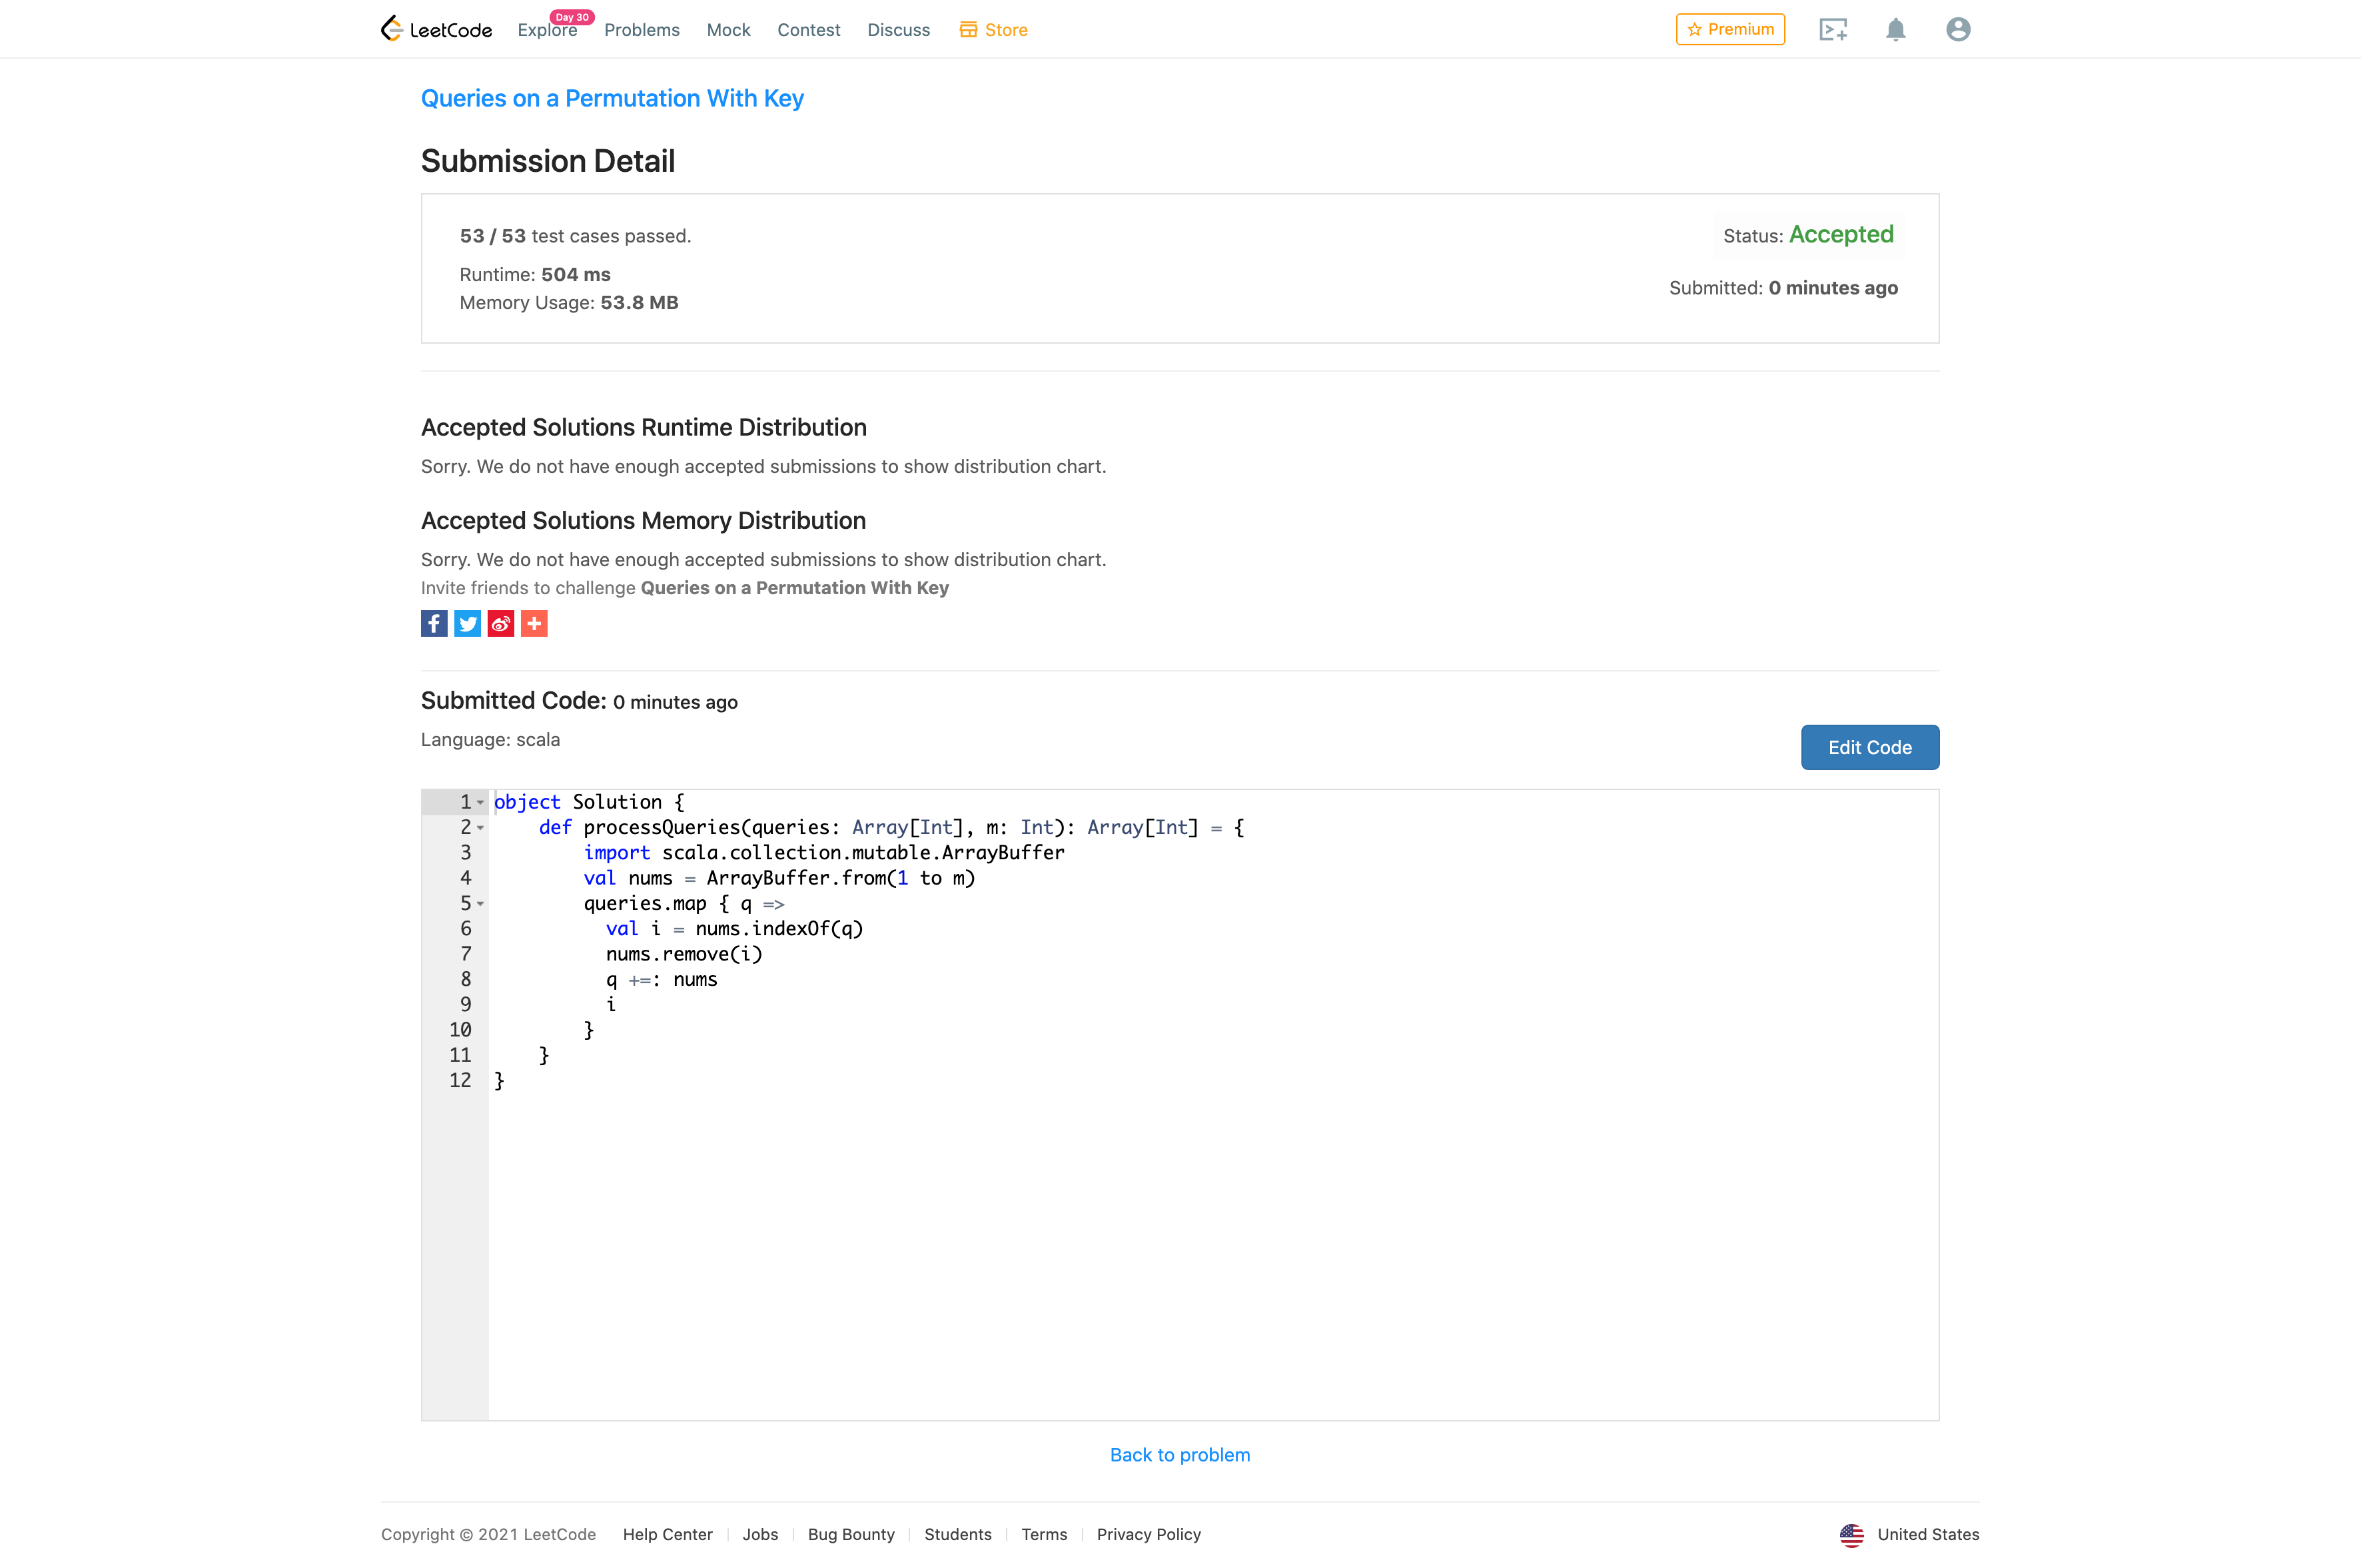 LeetCode Explore Day 30 Problems Mock Contest Discuss Store Premium
Queries on a Permutation With Key
Submission Detail
53 / 53 test cases passed.
Status: Accepted
Runtime: 504 ms
Submitted: 0 minutes ago
Memory Usage: 53.8 MB
Accepted Solutions Runtime Distribution
Sorry. We do not have enough accepted submissions to show distribution chart.
Accepted Solutions Memory Distribution
Sorry. We do not have enough accepted submissions to show distribution chart.
Invite friends to challenge Queries on a Permutation With Key
Submitted Code: 0 minutes ago
Language: scala
Edit Code
1 object Solution {
2     def processQueries(queries: Array[Int], m: Int): Array[Int] = {
3         import scala.collection.mutable.ArrayBuffer
4         val nums = ArrayBuffer.from(1 to m)
5         queries.map { q =>
6           val i = nums.indexOf(q)
7           nums.remove(i)
8           q +=: nums
9           i
10         }
11     }
12 }
Back to problem
Copyright © 2021 LeetCode Help Center Jobs Bug Bounty Students Terms Privacy Policy United States